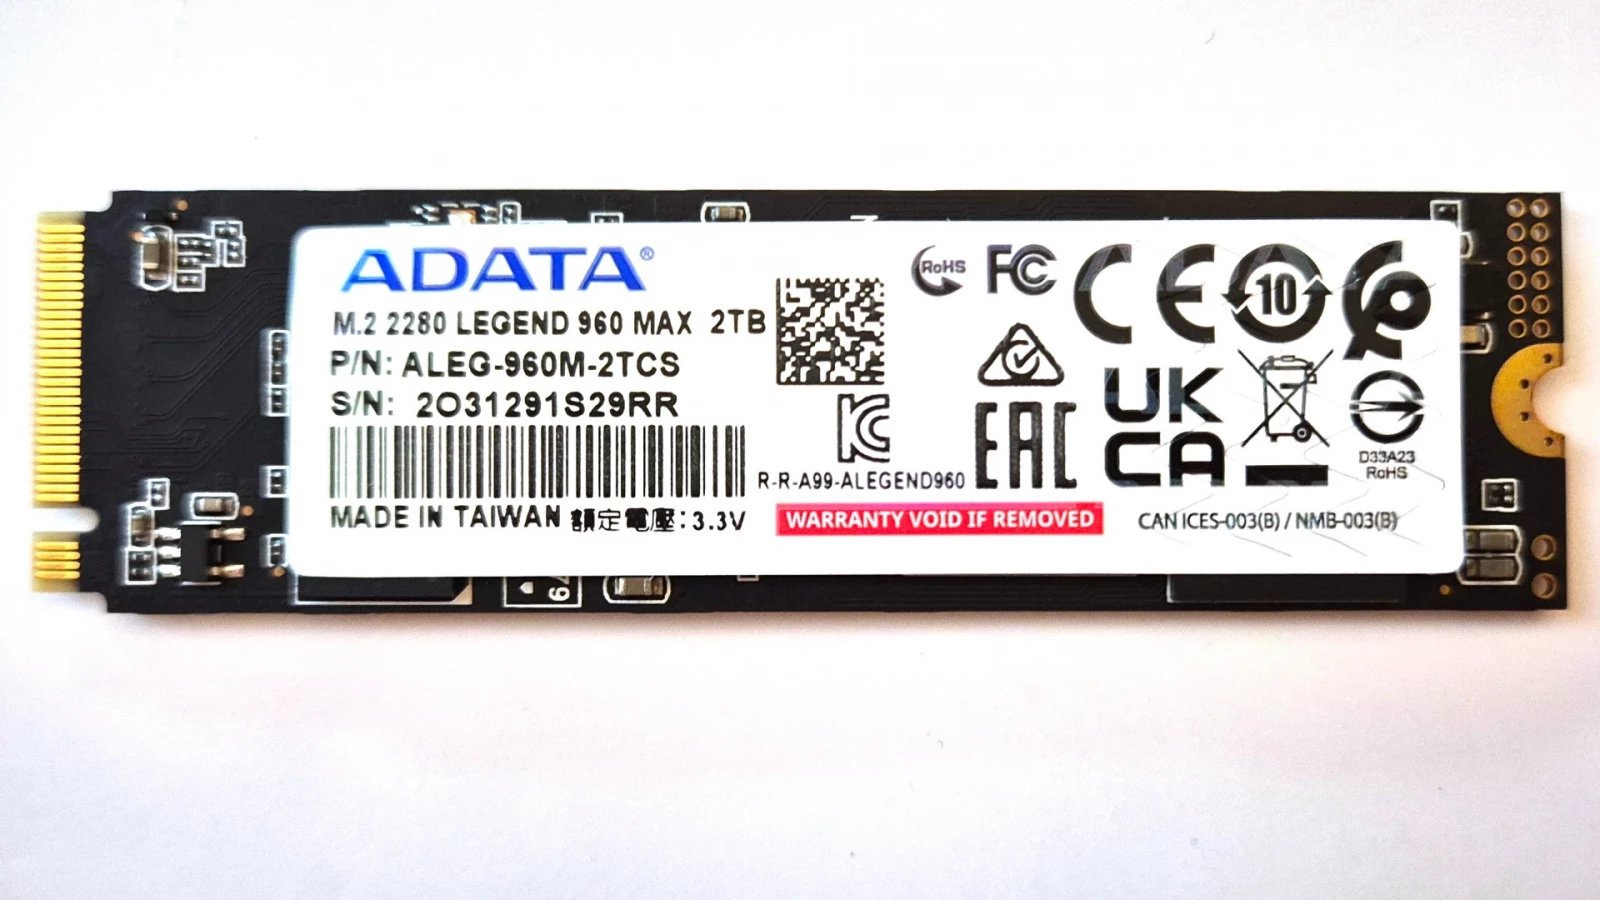 ADATA®
M.2 2280 LEGEND 960 MAX 2TB
P/N: ALEG-960M-2TCS
S/N: 2O31291S29RR
MADE IN TAIWAN 額定電壓：3.3V
R-R-A99-ALEGEND960
WARRANTY VOID IF REMOVED
RoHS
FC
CE
10
EAC
UK
CA
D33A23
RoHS
CAN ICES-003(B) / NMB-003(B)